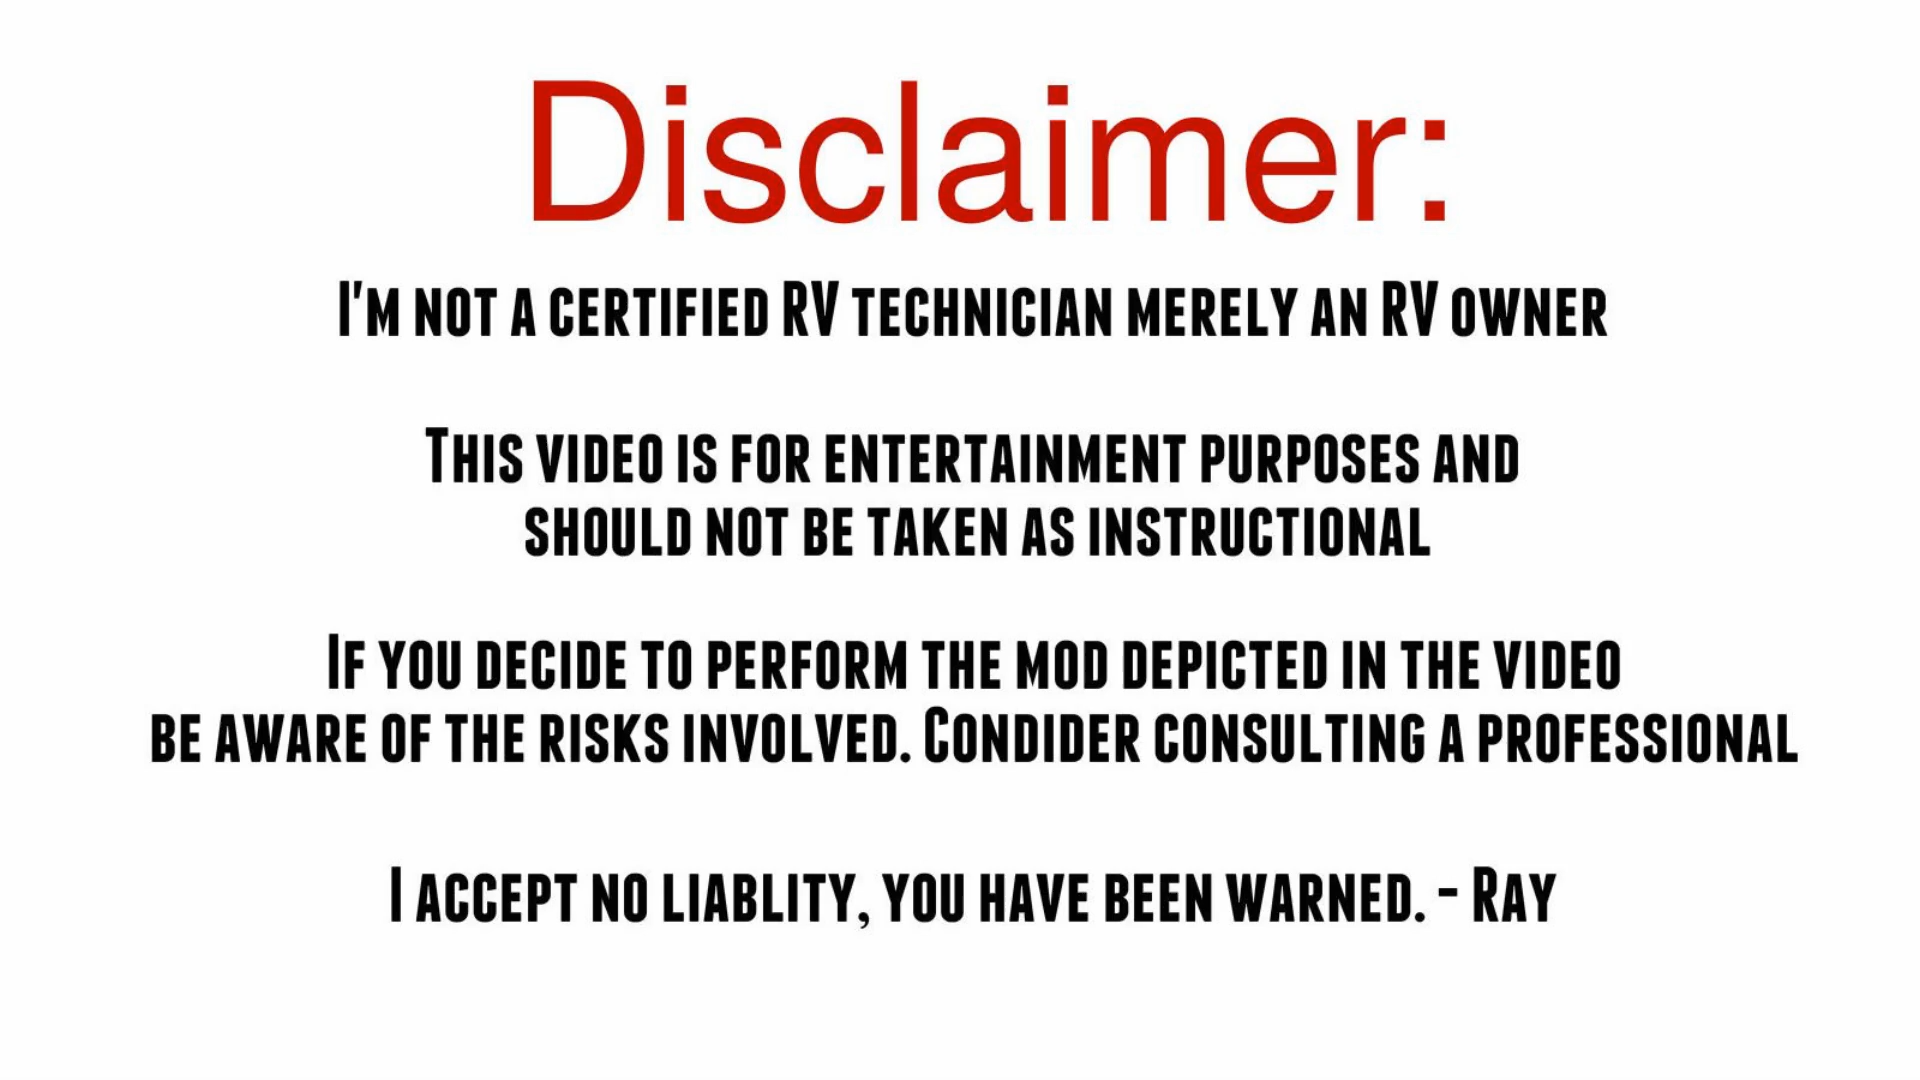 Disclaimer:
I'm not a certified RV technician merely an RV owner
This video is for entertainment purposes and
should not be taken as instructional
If you decide to perform the mod depicted in the video
be aware of the risks involved. Condider consulting a professional
I accept no liablity, you have been warned. - Ray